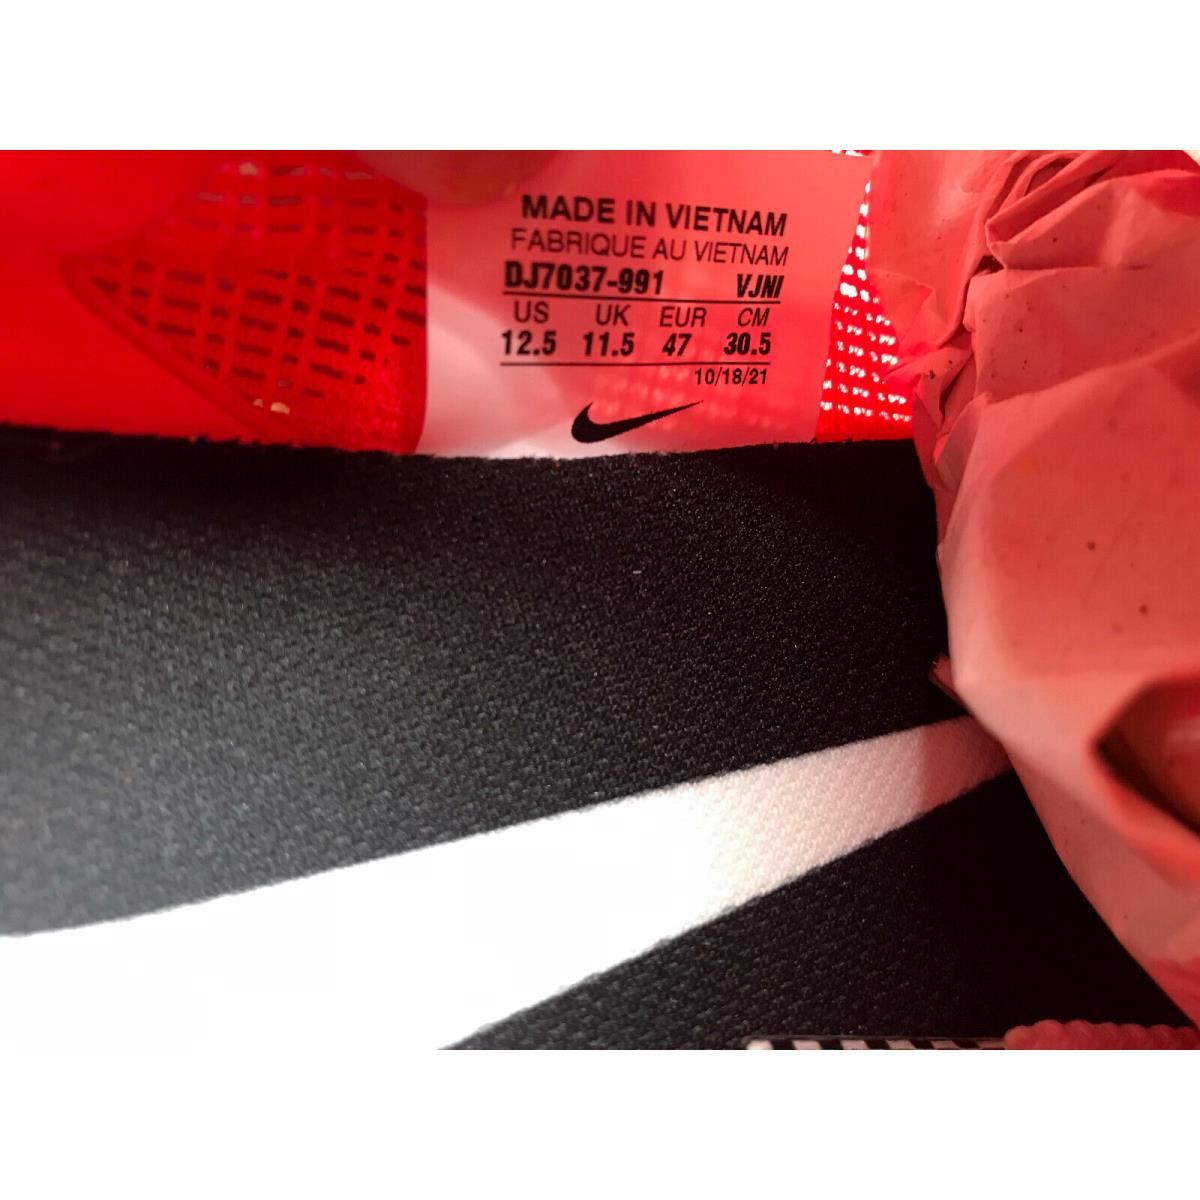 MADE IN VIETNAM
FABRIQUE AU VIETNAM
DJ7037-991 VJNI
US UK EUR CM
12.5 11.5 47 30.5
10/18/21